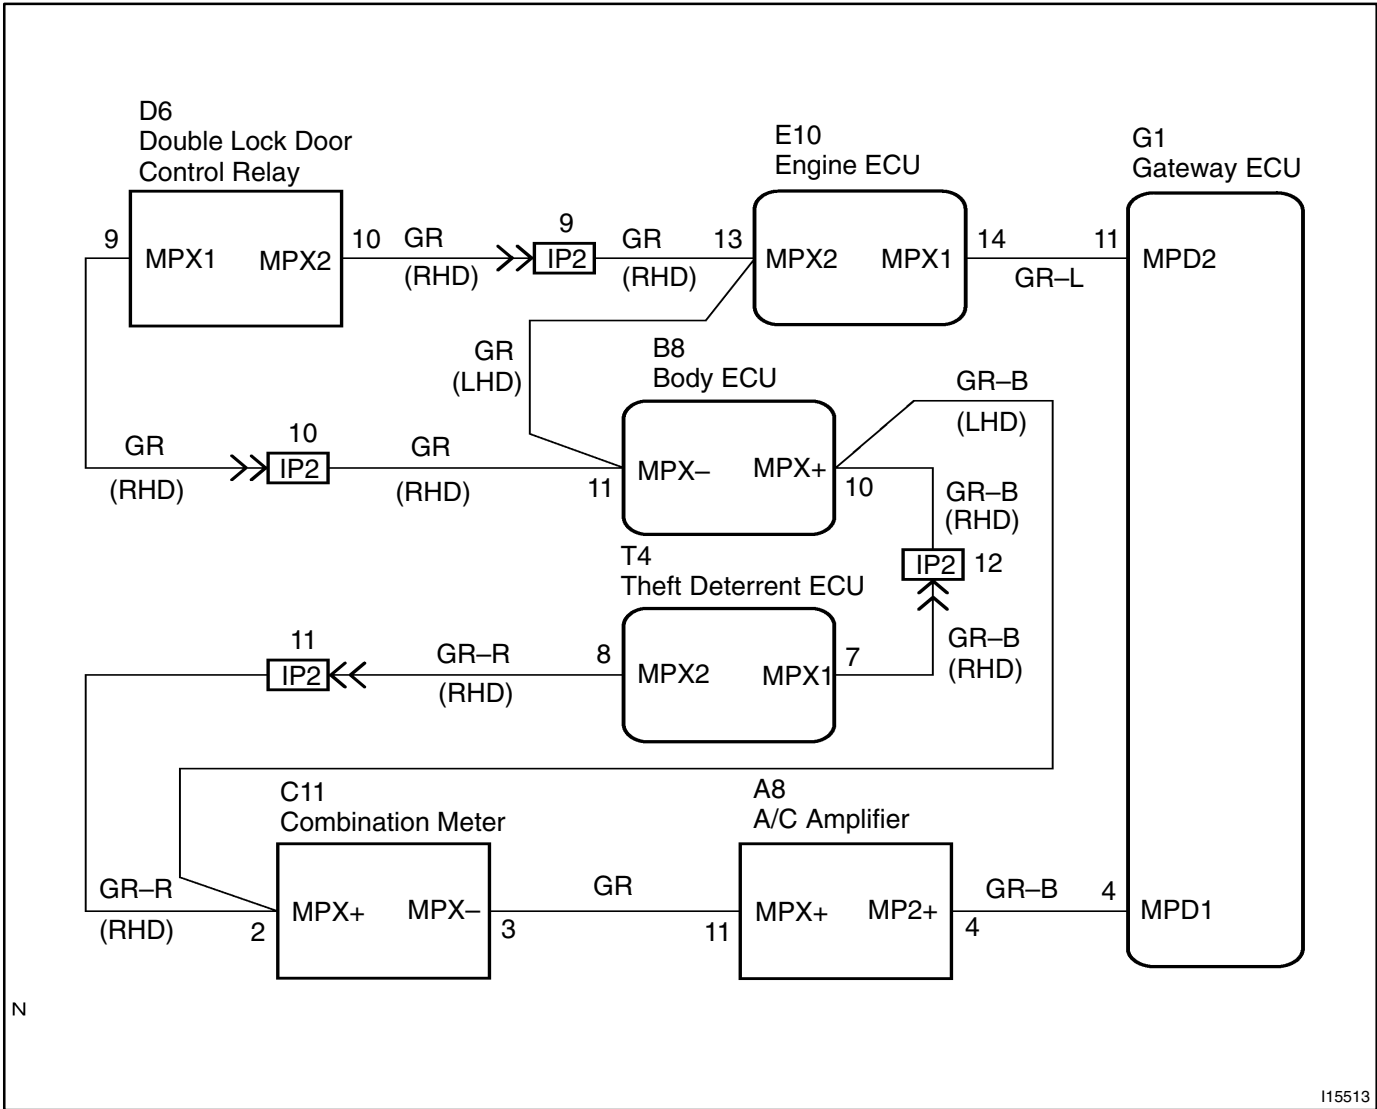 D6
Double Lock Door
Control Relay
E10
Engine ECU
G1
Gateway ECU
9
MPX1
MPX2
10
GR
(RHD)
9
IP2
GR
(RHD)
13
MPX2
MPX1
14
GR–L
11
MPD2
GR
(LHD)
B8
Body ECU
GR–B
(LHD)
GR
(RHD)
10
IP2
GR
(RHD)
11
MPX–
MPX+
10
GR–B
(RHD)
IP2
12
T4
Theft Deterrent ECU
11
IP2
GR–R
(RHD)
8
MPX2
MPX1
7
GR–B
(RHD)
C11
Combination Meter
A8
A/C Amplifier
GR–R
(RHD)
2
MPX+
MPX–
3
GR
11
MPX+
MP2+
4
GR–B
4
MPD1
N
I15513